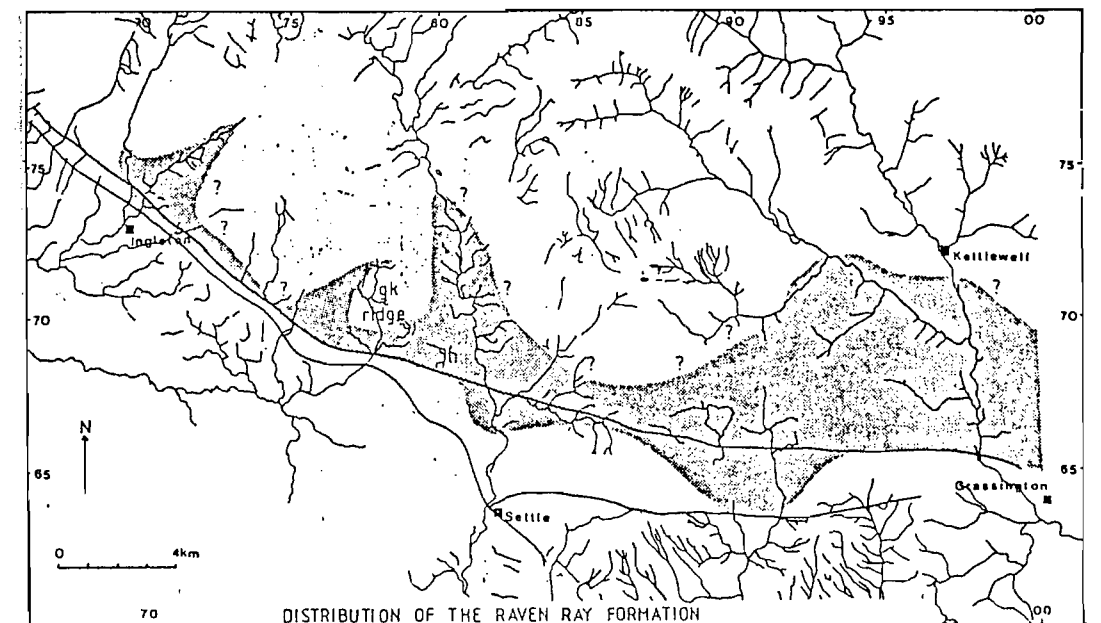 70 75 80 85 90 95 00
75 ? ? 75
? Ingleton
Kettlewell
? ? ?
gk
ridge
70 70
?
gh
? ?
N
65 65
Grassington
Settle
0 4km
70 00
DISTRIBUTION OF THE RAVEN RAY FORMATION